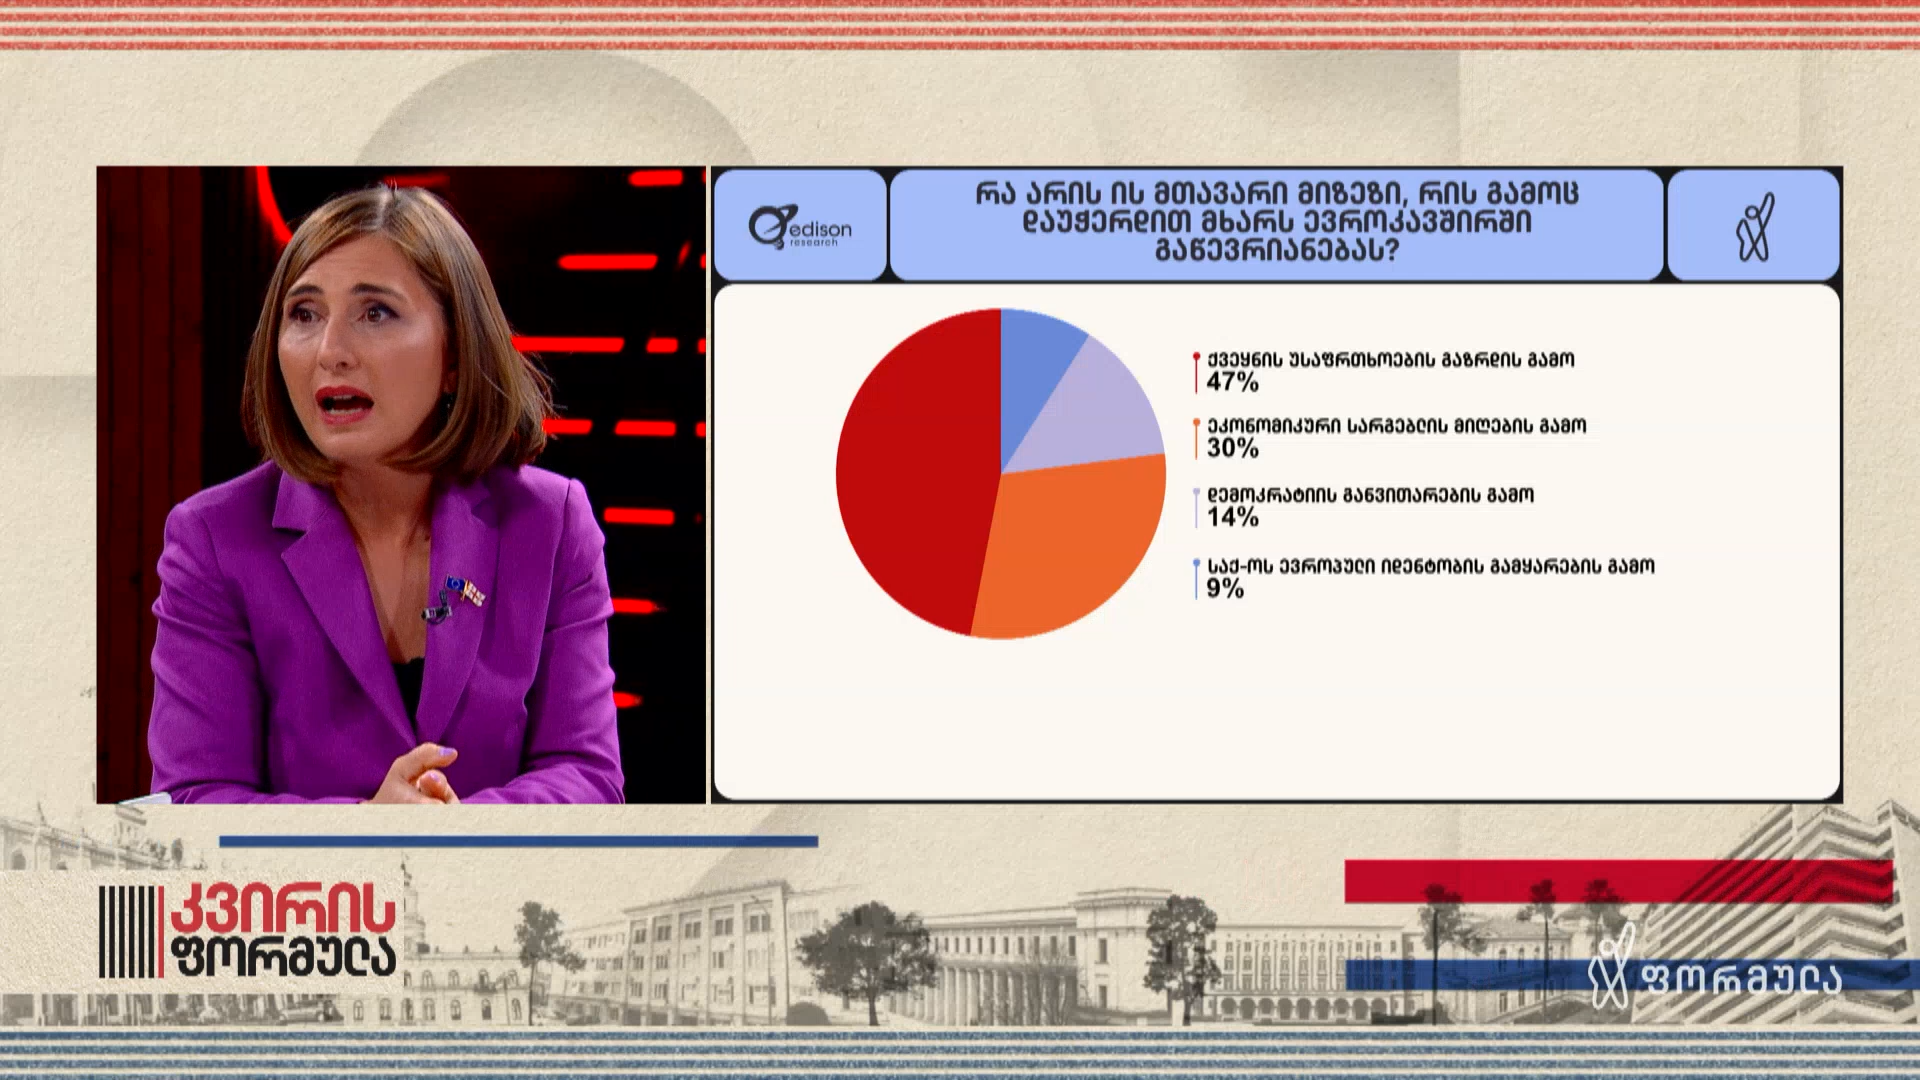 edison
research
რა არის ის მთავარი მიზეზი, რის გამოც
დაუჭერდით მხარს ევროკავშირში
გაწევრიანებას?
ქვეყნის უსაფრთხოების გაზრდის გამო
47%
ეკონომიკური სარგებლის მიღების გამო
30%
დემოკრატიის განვითარების გამო
14%
საქ-ოს ევროპული იდენტობის გამყარების გამო
9%
კვირის
ფორმულა
ფორმულა